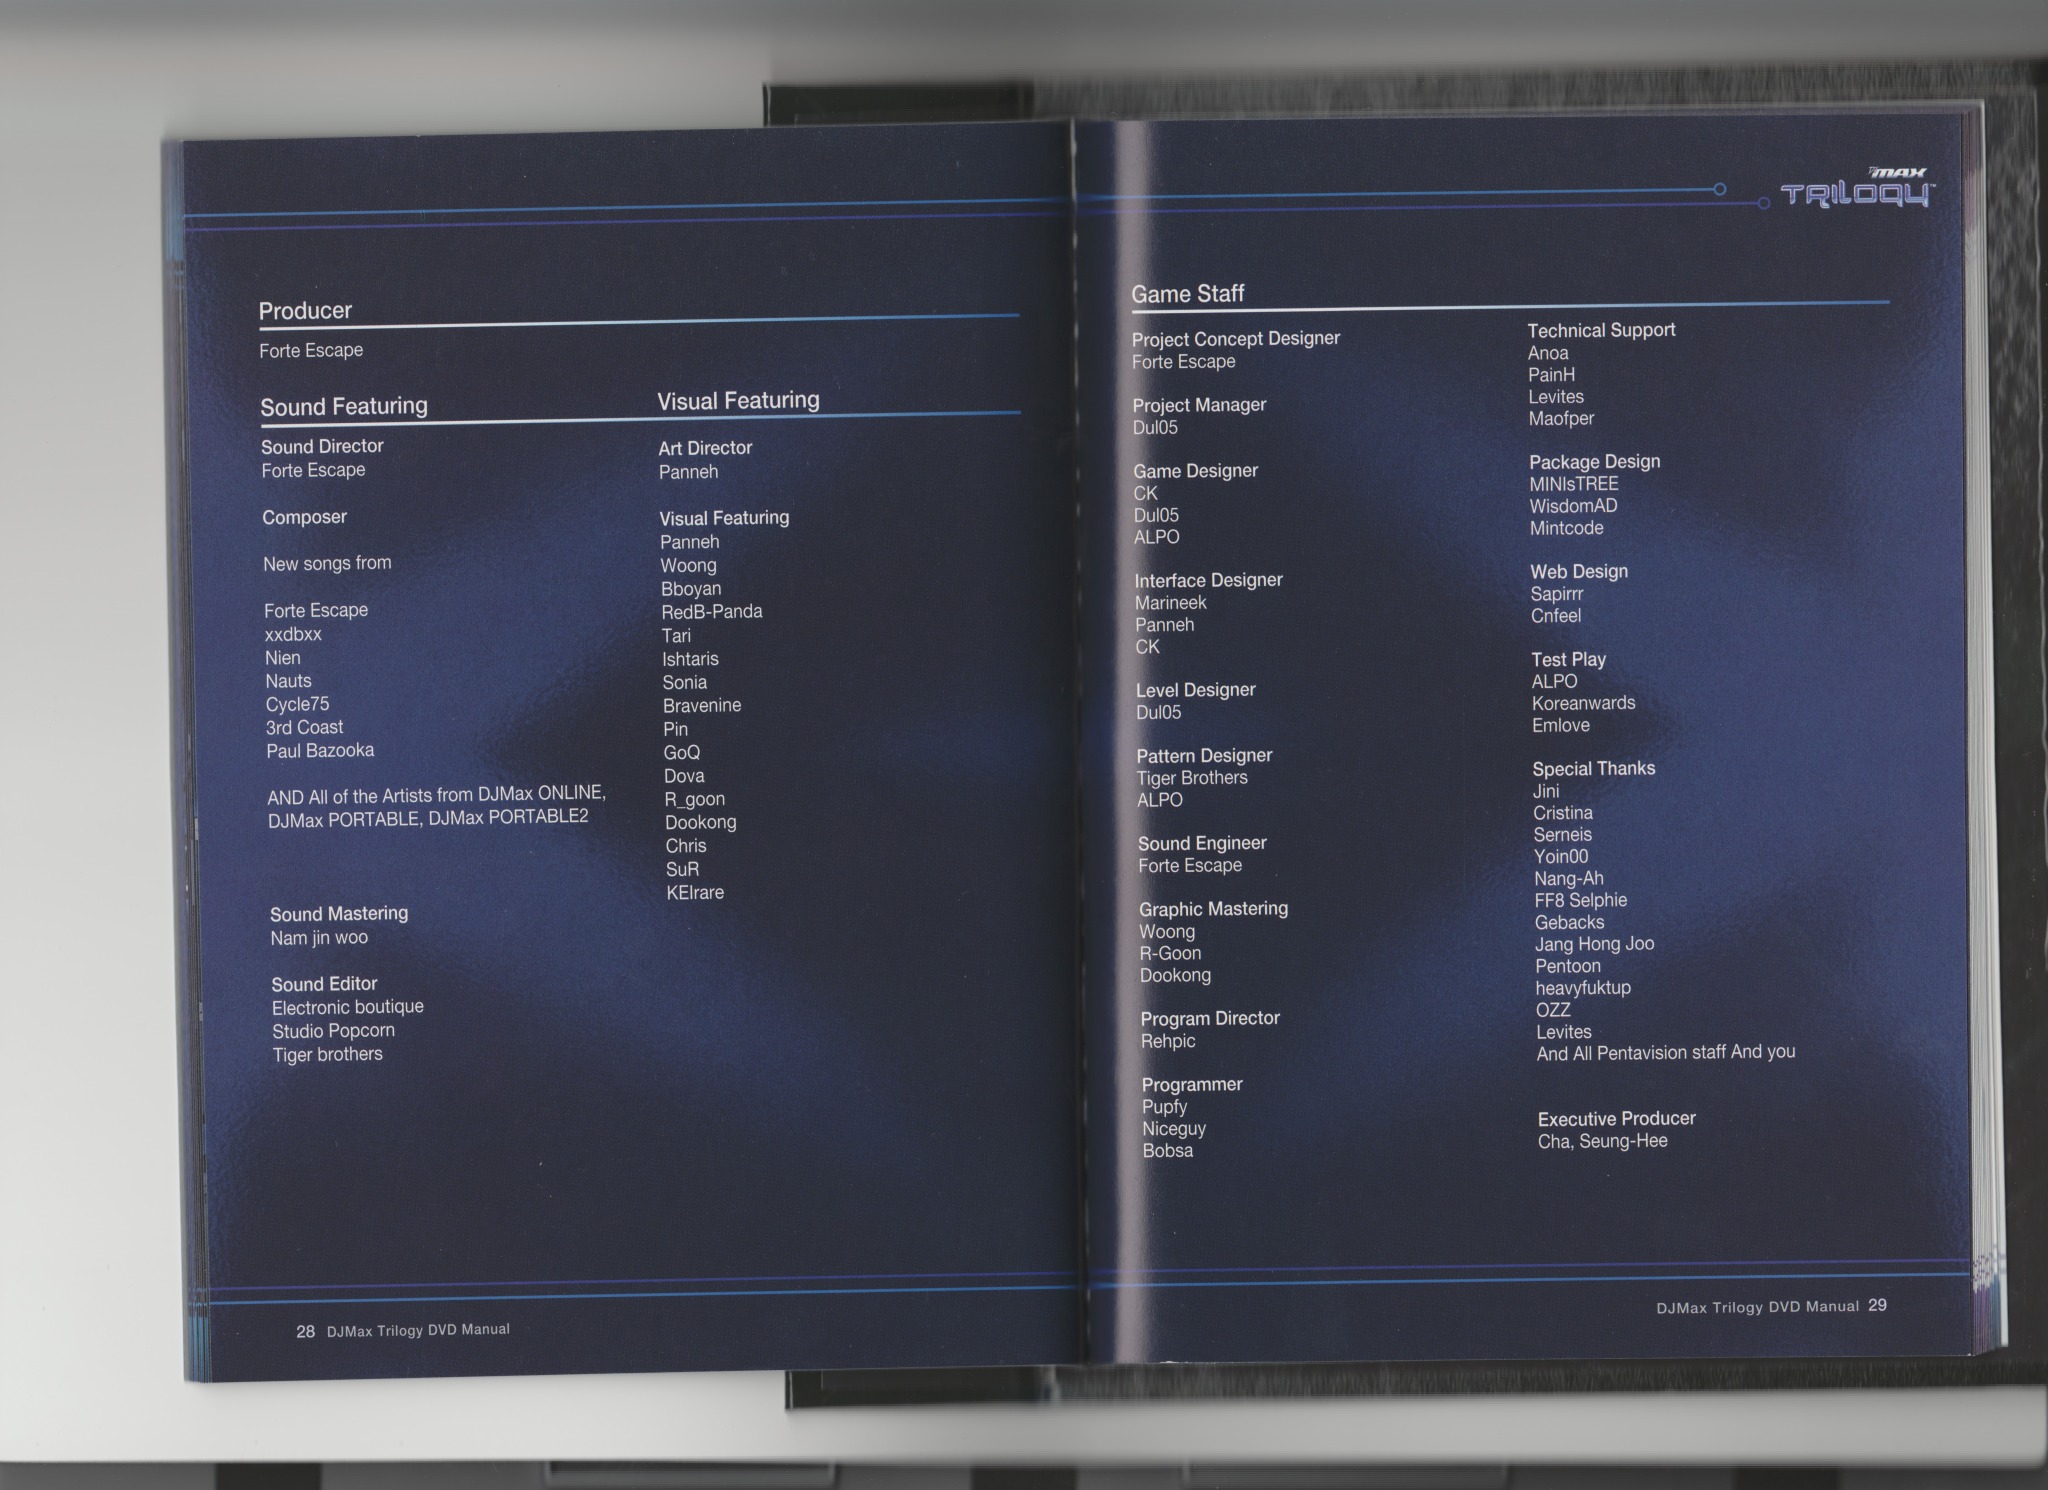 Producer
Forte Escape
Sound Featuring
Sound Director
Forte Escape
Composer
New songs from
Forte Escape
xxdbxx
Nien
Nauts
Cycle75
3rd Coast
Paul Bazooka
AND All of the Artists from DJMax ONLINE,
DJMax PORTABLE, DJMax PORTABLE2
Sound Mastering
Nam jin woo
Sound Editor
Electronic boutique
Studio Popcorn
Tiger brothers
Visual Featuring
Art Director
Panneh
Visual Featuring
Panneh
Woong
Bboyan
RedB-Panda
Tari
Ishtaris
Sonia
Bravenine
Pin
GoQ
Dova
R_goon
Dookong
Chris
SuR
KEIrare
28 DJMax Trilogy DVD Manual
DJ MAX
TRILOGY™
Game Staff
Project Concept Designer
Forte Escape
Project Manager
Dul05
Game Designer
CK
Dul05
ALPO
Interface Designer
Marineek
Panneh
CK
Level Designer
Dul05
Pattern Designer
Tiger Brothers
ALPO
Sound Engineer
Forte Escape
Graphic Mastering
Woong
R-Goon
Dookong
Program Director
Rehpic
Programmer
Pupfy
Niceguy
Bobsa
Technical Support
Anoa
PainH
Levites
Maofper
Package Design
MINIsTREE
WisdomAD
Mintcode
Web Design
Sapirrr
Cnfeel
Test Play
ALPO
Koreanwards
Emlove
Special Thanks
Jini
Cristina
Serneis
Yoin00
Nang-Ah
FF8 Selphie
Gebacks
Jang Hong Joo
Pentoon
heavyfuktup
OZZ
Levites
And All Pentavision staff And you
Executive Producer
Cha, Seung-Hee
DJMax Trilogy DVD Manual 29